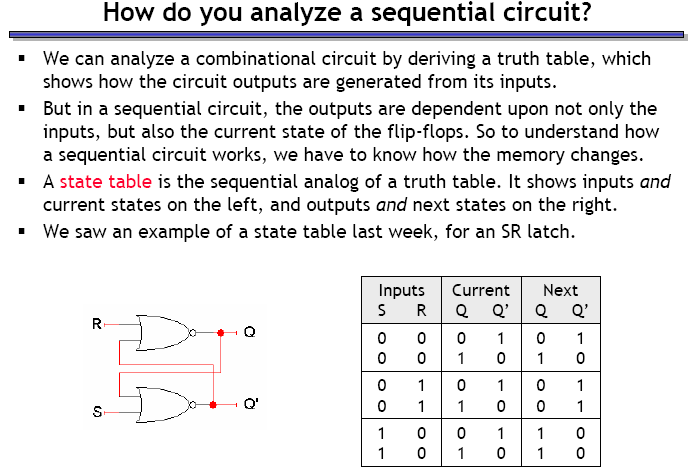 How do you analyze a sequential circuit?
▪ We can analyze a combinational circuit by deriving a truth table, which
shows how the circuit outputs are generated from its inputs.
▪ But in a sequential circuit, the outputs are dependent upon not only the
inputs, but also the current state of the flip-flops. So to understand how
a sequential circuit works, we have to know how the memory changes.
▪ A state table is the sequential analog of a truth table. It shows inputs and
current states on the left, and outputs and next states on the right.
▪ We saw an example of a state table last week, for an SR latch.
R Q
S Q'
Inputs Current Next
S R Q Q’ Q Q’
0 0 0 1 0 1
0 0 1 0 1 0
0 1 0 1 0 1
0 1 1 0 0 1
1 0 0 1 1 0
1 0 1 0 1 0